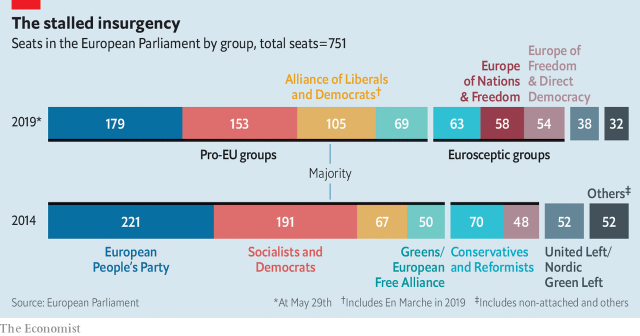 The stalled insurgency
Seats in the European Parliament by group, total seats=751
Europe of
Freedom
& Direct
Democracy
Europe
of Nations
& Freedom
Alliance of Liberals
and Democrats†
2019*
179
153
105
69
63
58
54
38
32
Pro-EU groups
Eurosceptic groups
Majority
Others‡
2014
221
191
67
50
70
48
52
52
European
People's Party
Socialists and
Democrats
Greens/
European
Free Alliance
Conservatives
and Reformists
United Left/
Nordic
Green Left
Source: European Parliament
*At May 29th †Includes En Marche in 2019 ‡Includes non-attached and others
The Economist